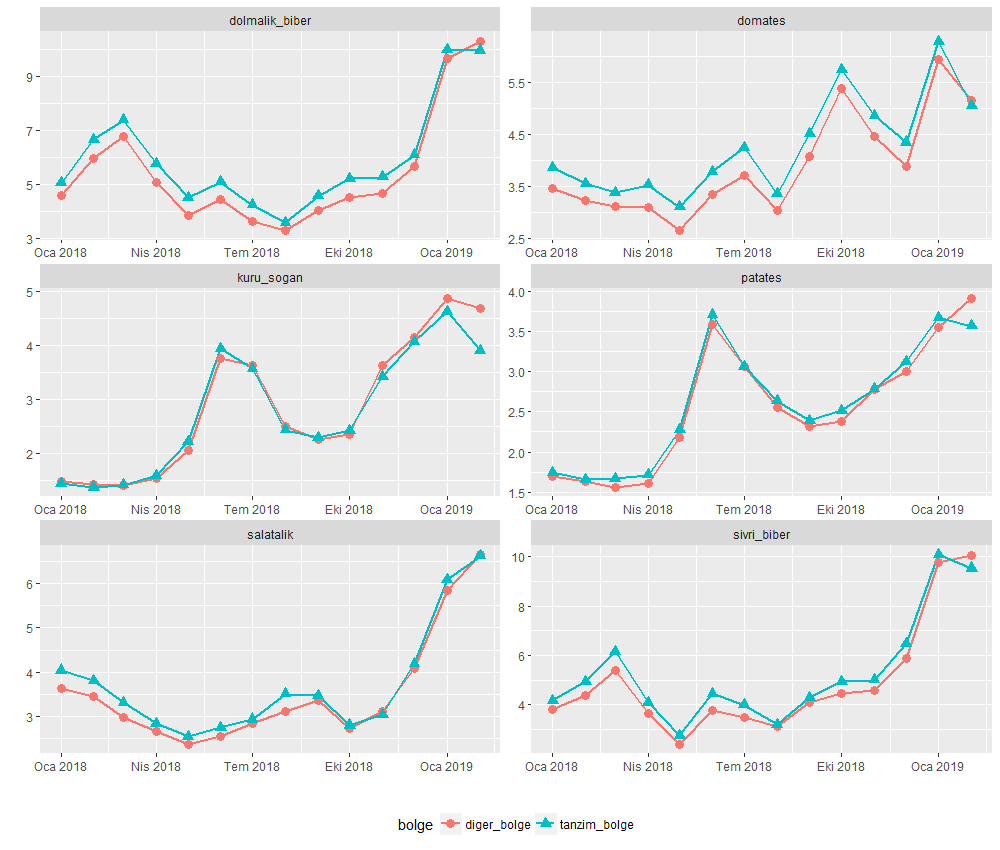 dolmalik_biber
9
7
5
3
Oca 2018 Nis 2018 Tem 2018 Eki 2018 Oca 2019
domates
5.5
4.5
3.5
2.5
Oca 2018 Nis 2018 Tem 2018 Eki 2018 Oca 2019
kuru_sogan
5
4
3
2
Oca 2018 Nis 2018 Tem 2018 Eki 2018 Oca 2019
patates
4.0
3.5
3.0
2.5
2.0
1.5
Oca 2018 Nis 2018 Tem 2018 Eki 2018 Oca 2019
salatalik
6
5
4
3
Oca 2018 Nis 2018 Tem 2018 Eki 2018 Oca 2019
sivri_biber
10
8
6
4
Oca 2018 Nis 2018 Tem 2018 Eki 2018 Oca 2019
bolge diger_bolge tanzim_bolge